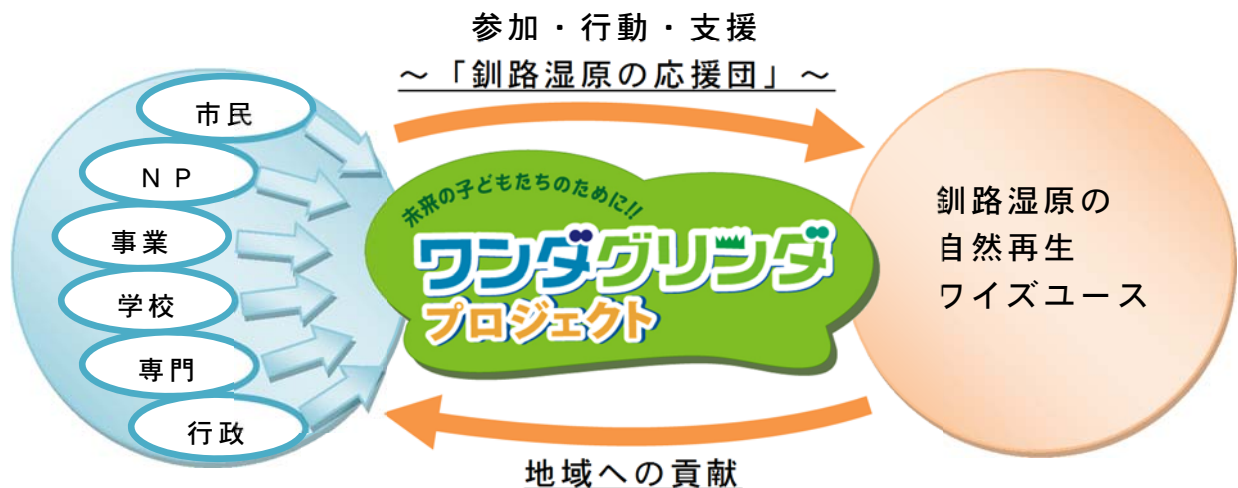 参加・行動・支援
～「釧路湿原の応援団」～
市民
NP
事業
学校
専門
行政
未来の子どもたちのために!!
ワンダグリンダ
プロジェクト
釧路湿原の
自然再生
ワイズユース
地域への貢献